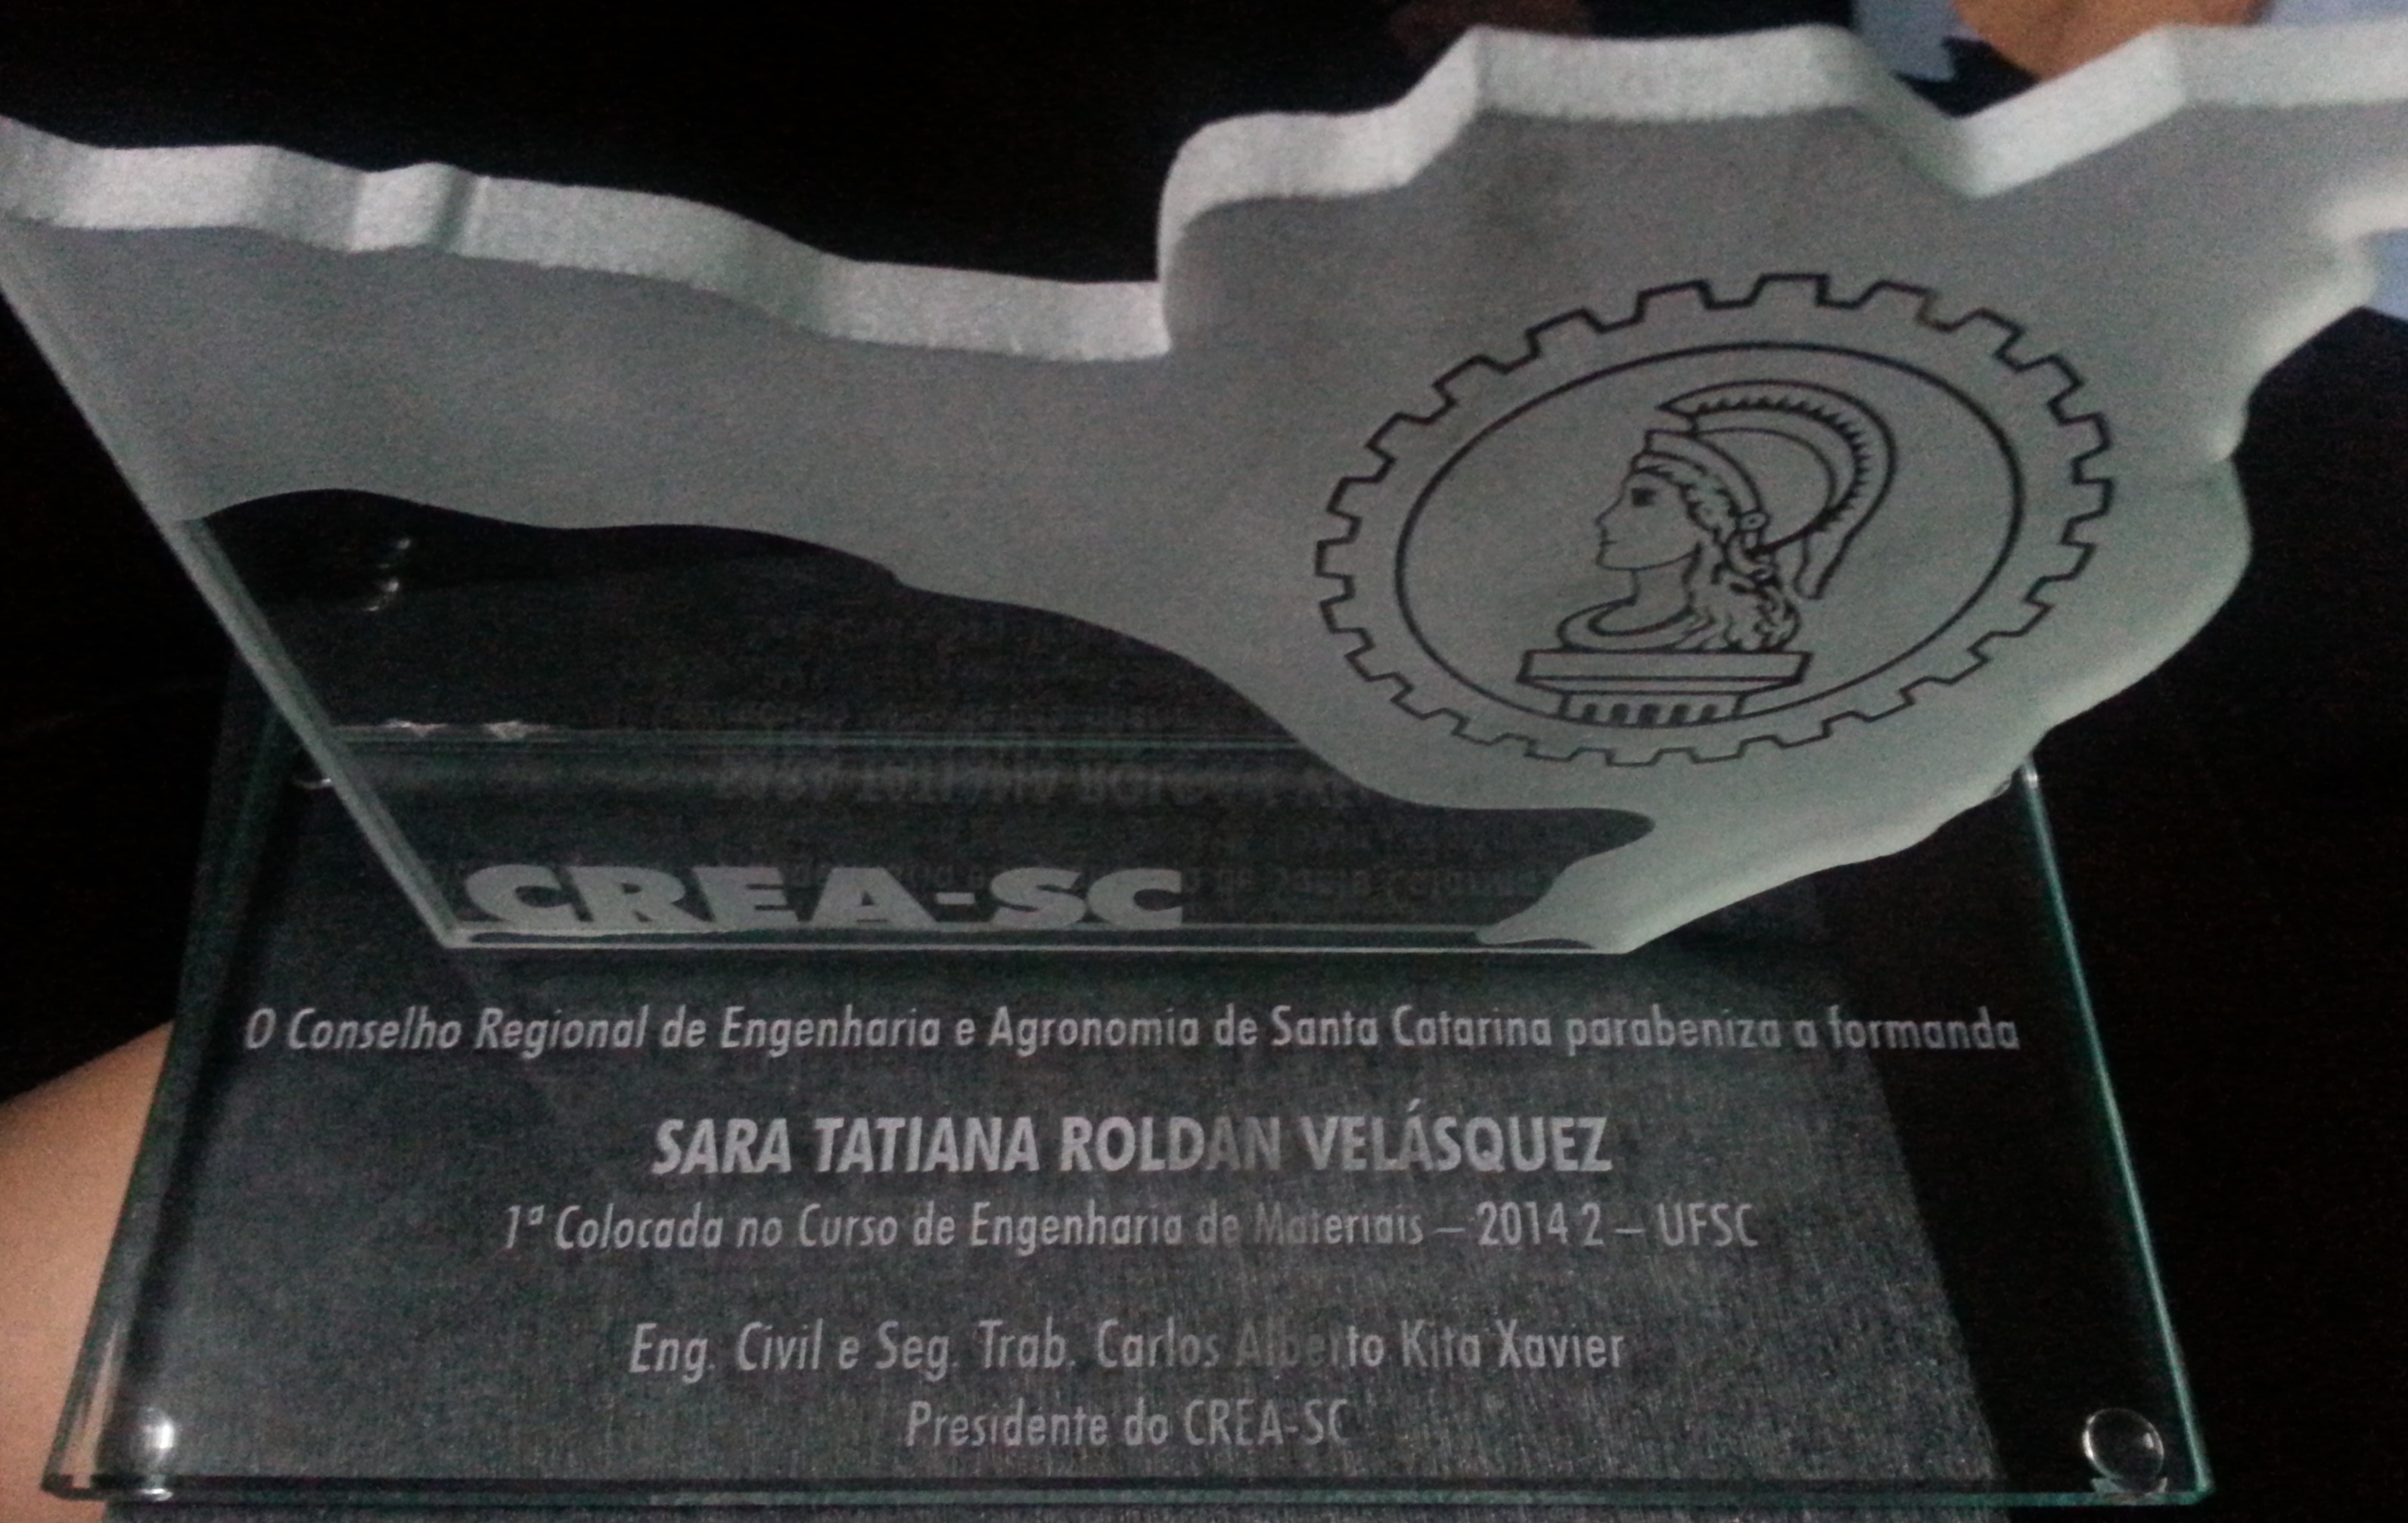 CREA-SC
O Conselho Regional de Engenharia e Agronomia de Santa Catarina parabeniza a formanda
SARA TATIANA ROLDAN VELÁSQUEZ
1ª Colocada no Curso de Engenharia de Materiais – 2014 2 – UFSC
Eng. Civil e Seg. Trab. Carlos Alberto Kita Xavier
Presidente do CREA-SC